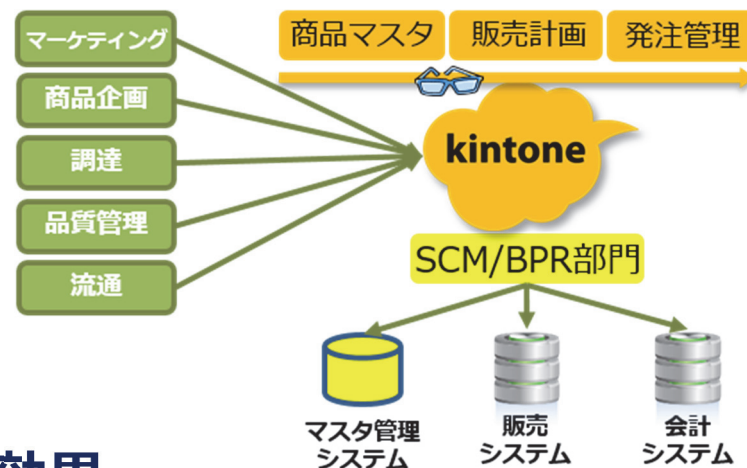 マーケティング
商品企画
調達
品質管理
流通
商品マスタ
販売計画
発注管理
kintone
SCM/BPR部門
マスタ管理
システム
販売
システム
会計
システム
効果